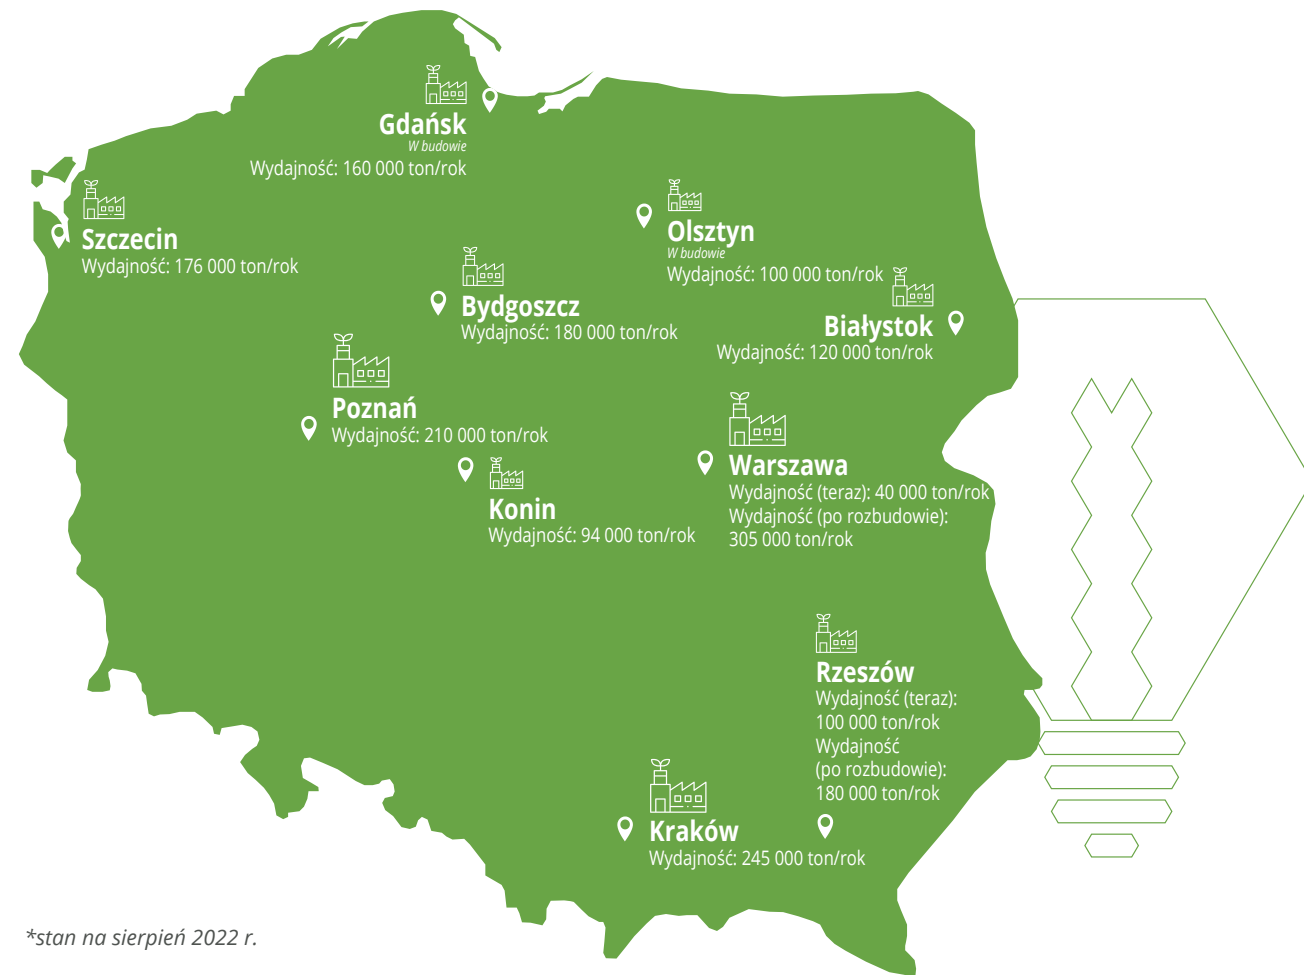 Gdańsk
W budowie
Wydajność: 160 000 ton/rok
Szczecin
Wydajność: 176 000 ton/rok
Olsztyn
W budowie
Wydajność: 100 000 ton/rok
Bydgoszcz
Wydajność: 180 000 ton/rok
Białystok
Wydajność: 120 000 ton/rok
Poznań
Wydajność: 210 000 ton/rok
Warszawa
Wydajność (teraz): 40 000 ton/rok
Wydajność (po rozbudowie):
305 000 ton/rok
Konin
Wydajność: 94 000 ton/rok
Rzeszów
Wydajność (teraz):
100 000 ton/rok
Wydajność
(po rozbudowie):
180 000 ton/rok
Kraków
Wydajność: 245 000 ton/rok
*stan na sierpień 2022 r.